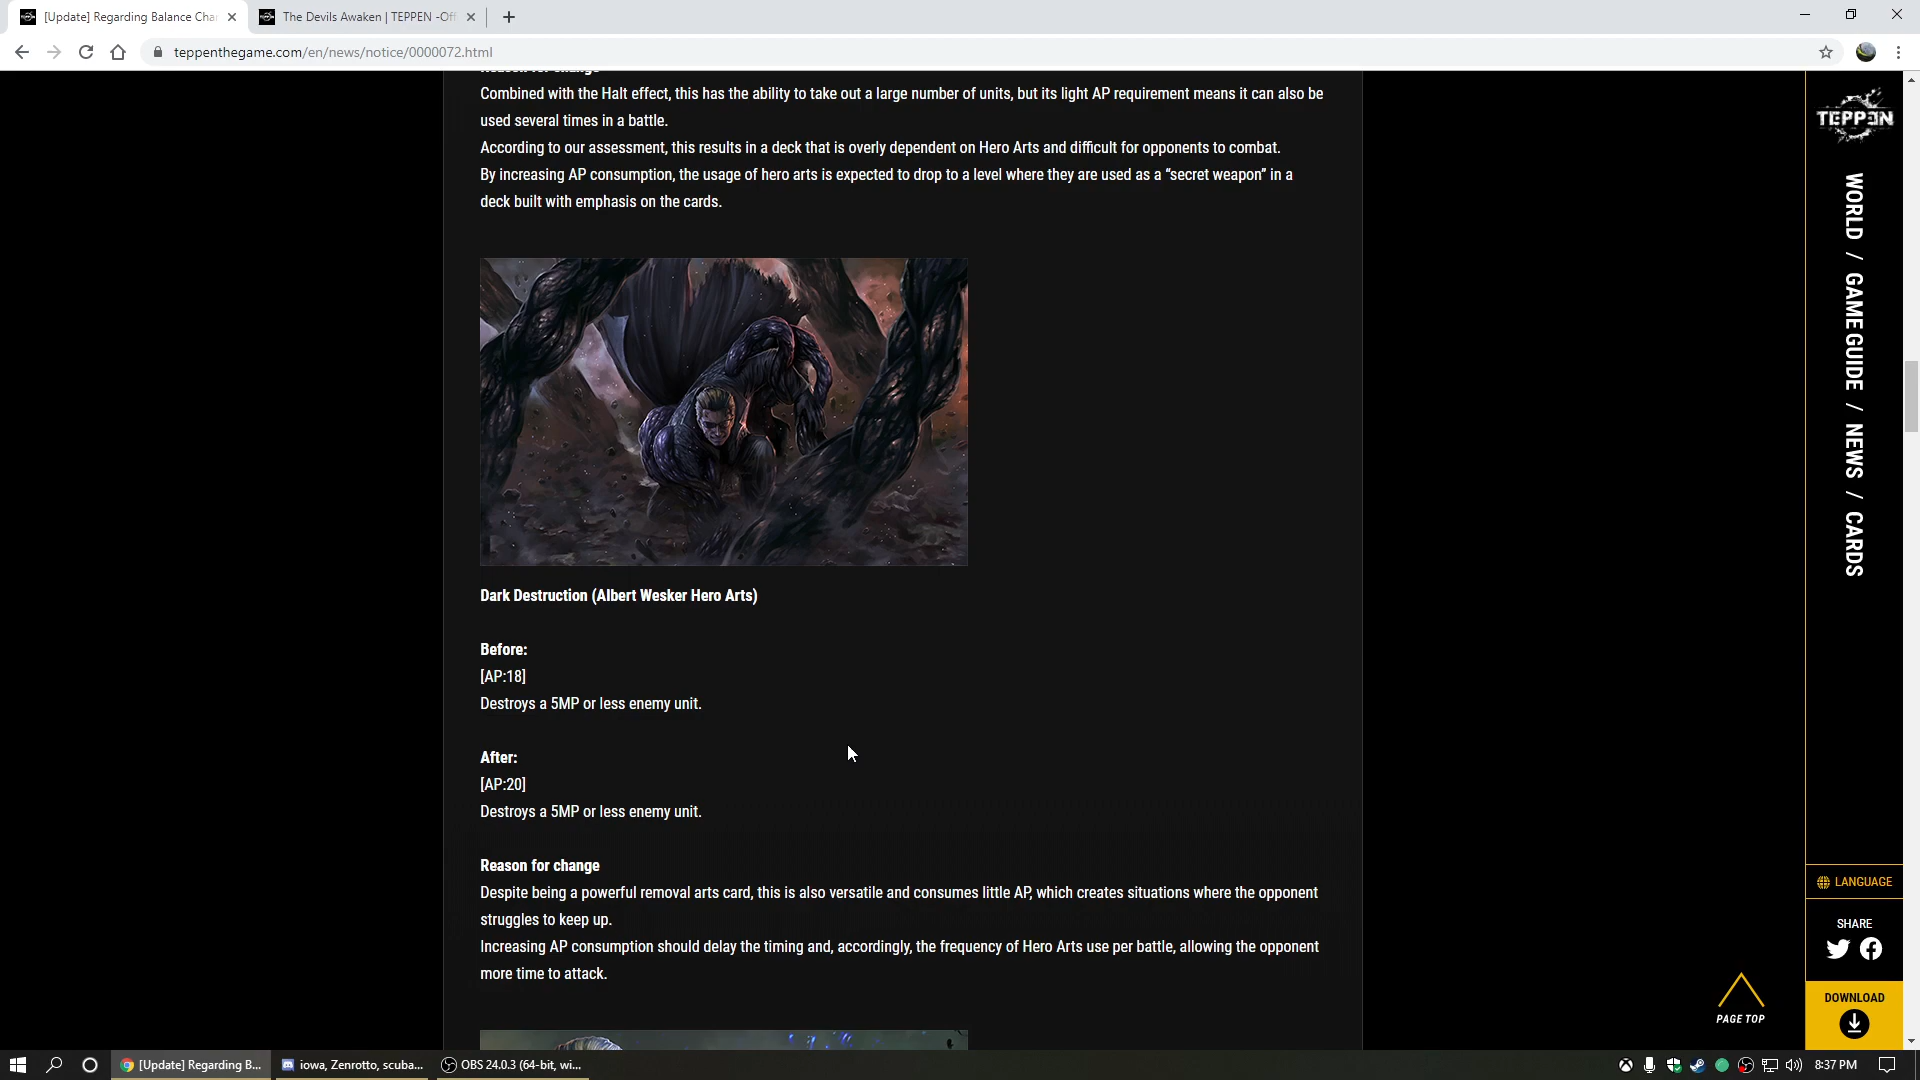 [Update] Regarding Balance Cha
The Devils Awaken | TEPPEN -Off
teppenthegame.com/en/news/notice/0000072.html
Combined with the Halt effect, this has the ability to take out a large number of units, but its light AP requirement means it can also be
used several times in a battle.
According to our assessment, this results in a deck that is overly dependent on Hero Arts and difficult for opponents to combat.
By increasing AP consumption, the usage of hero arts is expected to drop to a level where they are used as a “secret weapon” in a
deck built with emphasis on the cards.
Dark Destruction (Albert Wesker Hero Arts)
Before:
[AP:18]
Destroys a 5MP or less enemy unit.
After:
[AP:20]
Destroys a 5MP or less enemy unit.
Reason for change
Despite being a powerful removal arts card, this is also versatile and consumes little AP, which creates situations where the opponent
struggles to keep up.
Increasing AP consumption should delay the timing and, accordingly, the frequency of Hero Arts use per battle, allowing the opponent
more time to attack.
TEPPEN
WORLD / GAME GUIDE / NEWS / CARDS
LANGUAGE
SHARE
DOWNLOAD
PAGE TOP
[Update] Regarding B...
iowa, Zenrotto, scuba...
OBS 24.0.3 (64-bit, wi...
8:37 PM